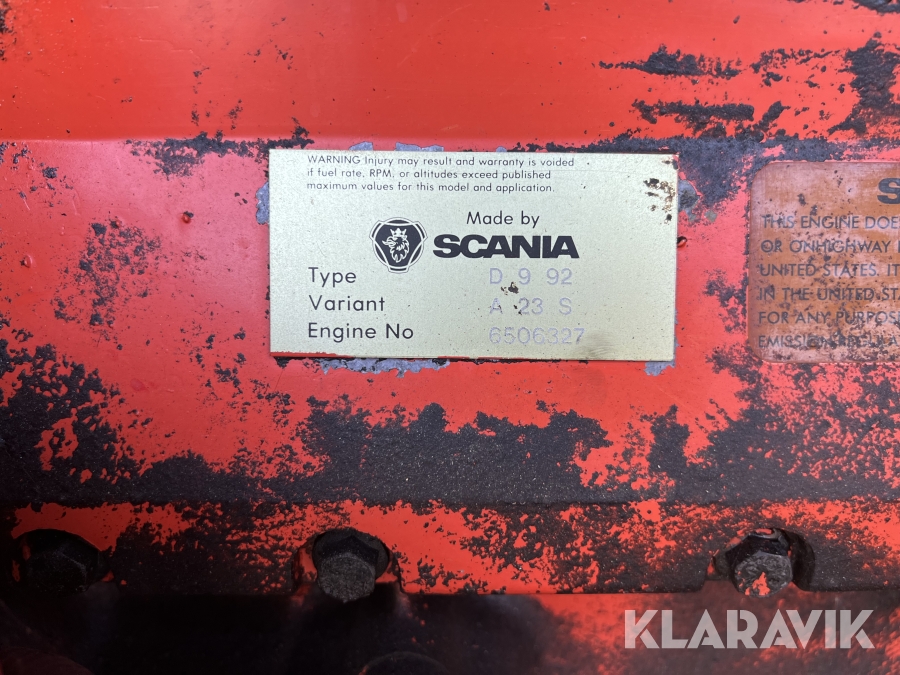 WARNING Injury may result and warranty is voided
if fuel rate, RPM, or altitudes exceed published
maximum values for this model and application.
Made by
SCANIA
Type D 9 92
Variant A 23 S
Engine No 6506327
S
THIS ENGINE DOE
OR ONHIGHWAY
UNITED STATES. IT
IN THE UNITED STA
FOR ANY PURPOS
KLARAVIK